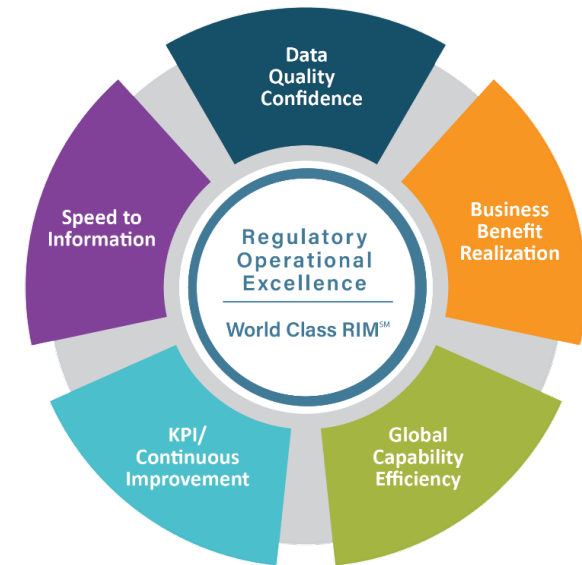 Data
Quality
Confidence
Business
Benefit
Realization
Global
Capability
Efficiency
KPI/
Continuous
Improvement
Speed to
Information
Regulatory
Operational
Excellence
World Class RIM℠